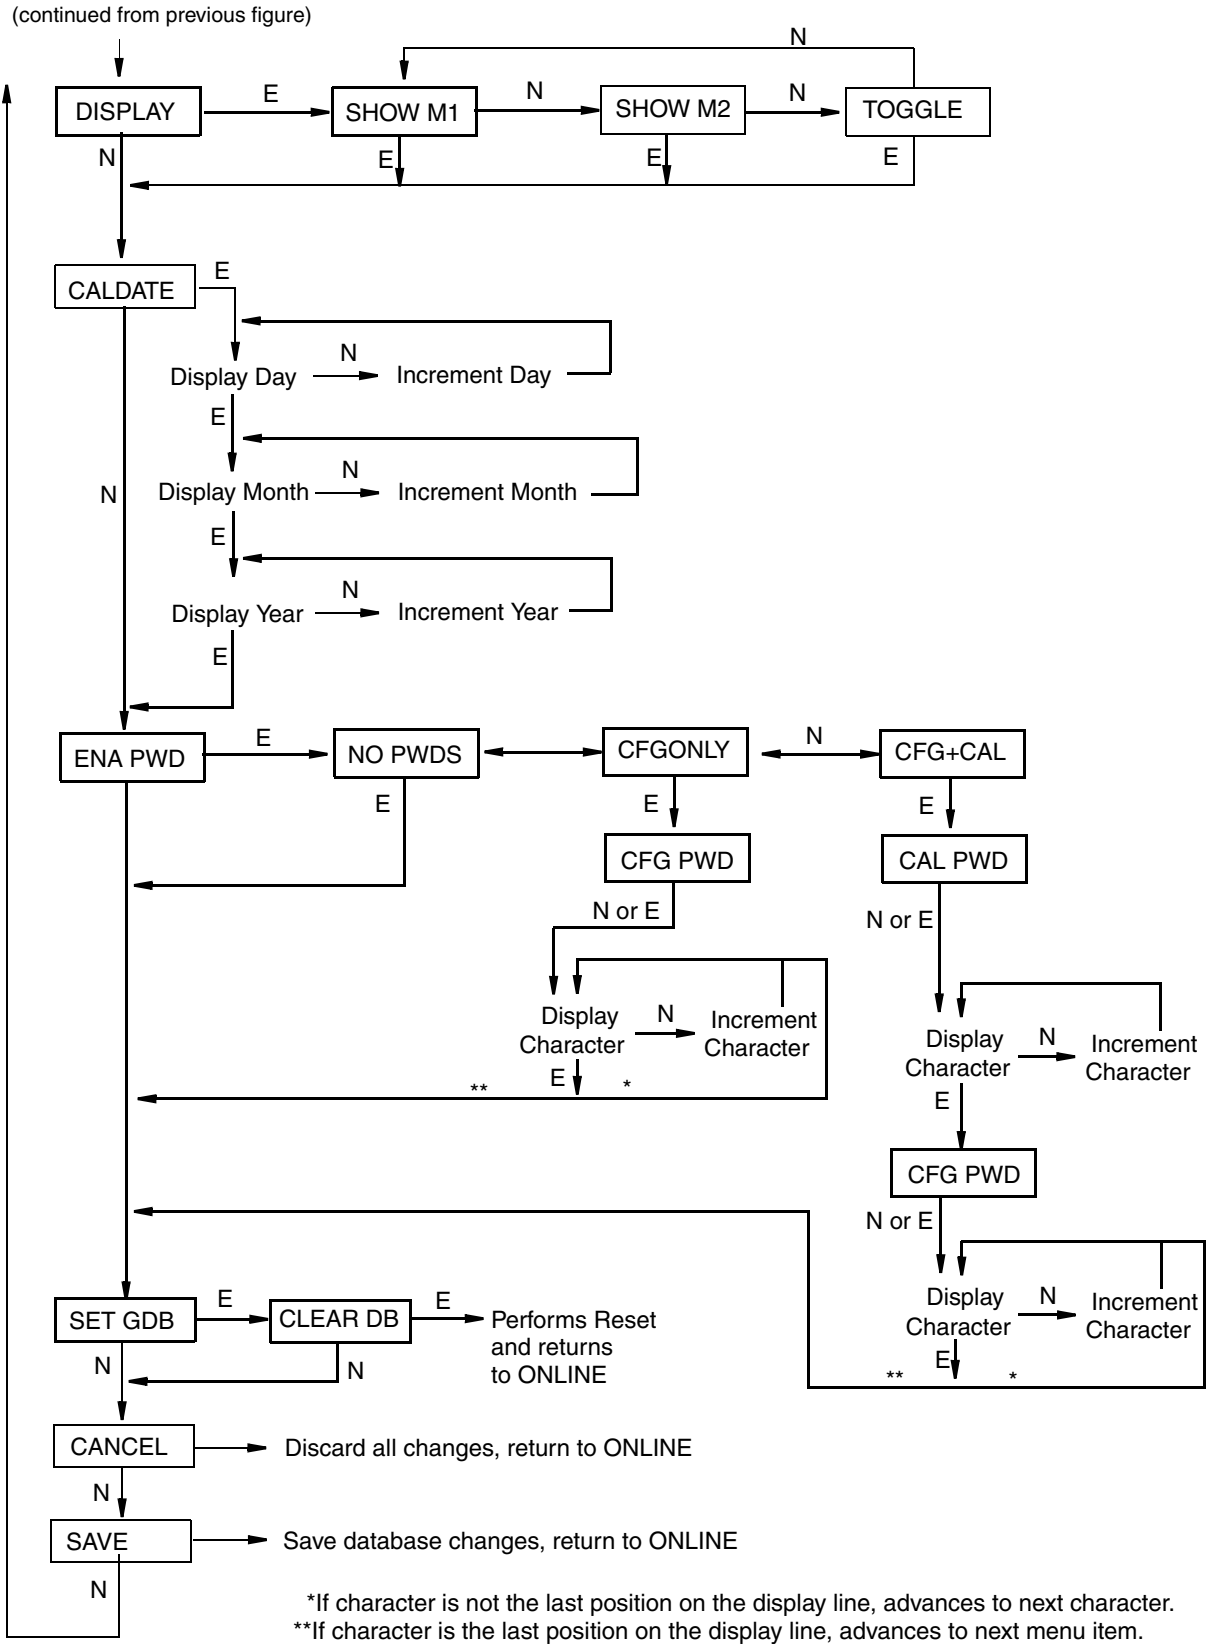 (continued from previous figure)
N
DISPLAY
E
SHOW M1
N
SHOW M2
N
TOGGLE
N
E
E
E
CALDATE
E
Display Day
N
Increment Day
E
Display Month
N
Increment Month
N
E
Display Year
N
Increment Year
E
ENA PWD
E
NO PWDS
CFGONLY
N
CFG+CAL
E
E
E
CFG PWD
CAL PWD
N or E
N or E
Display
Character
N
Increment
Character
E
**
*
Display
Character
N
Increment
Character
E
CFG PWD
N or E
Display
Character
N
Increment
Character
E
**
*
SET GDB
E
CLEAR DB
E
Performs Reset
and returns
to ONLINE
N
N
CANCEL
Discard all changes, return to ONLINE
N
SAVE
Save database changes, return to ONLINE
N
*If character is not the last position on the display line, advances to next character.
**If character is the last position on the display line, advances to next menu item.